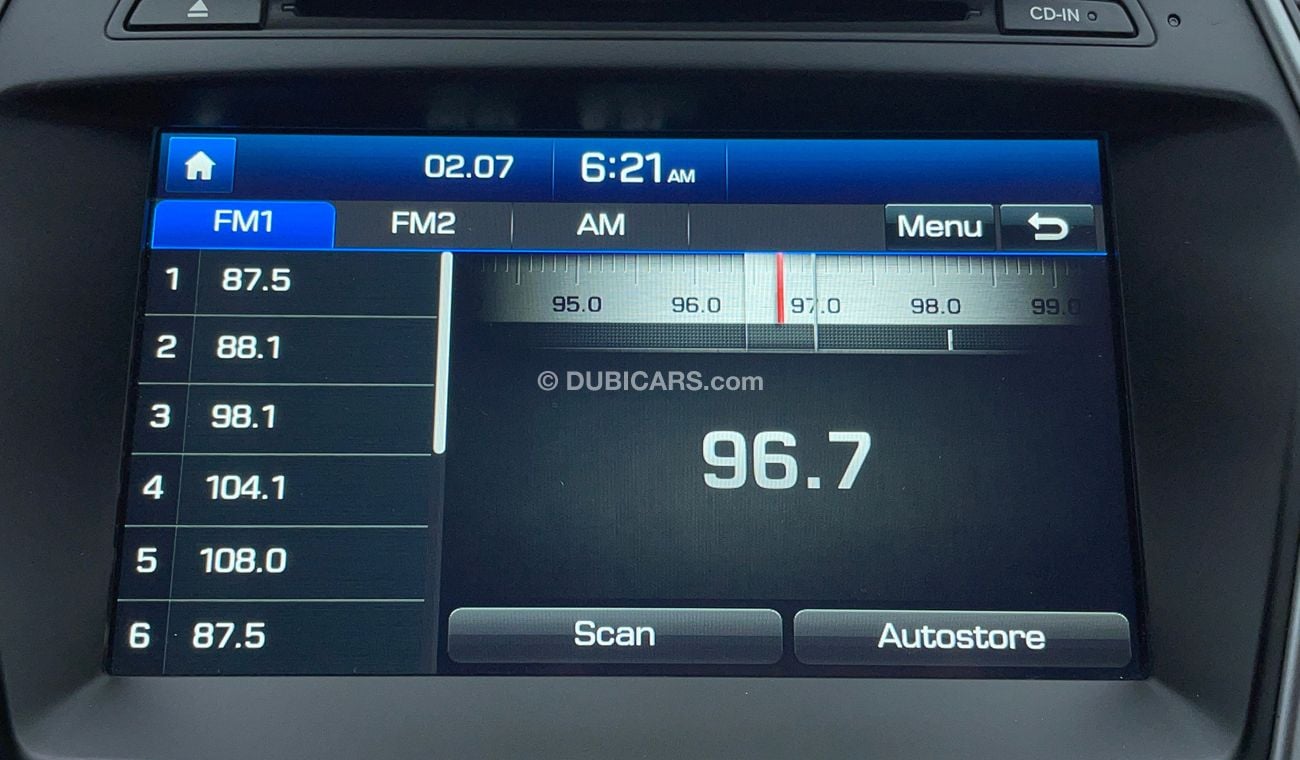 CD-IN
02.07 6:21 AM
FM1 FM2 AM Menu
1 87.5
2 88.1
3 98.1
4 104.1
5 108.0
6 87.5
95.0 96.0 97.0 98.0 99.0
© DUBICARS.com
96.7
Scan Autostore